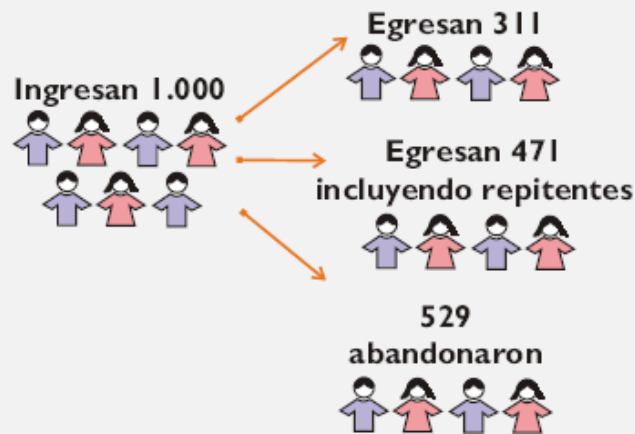 Ingresan 1.000
Egresan 311
Egresan 471
incluyendo repitentes
529
abandonaron